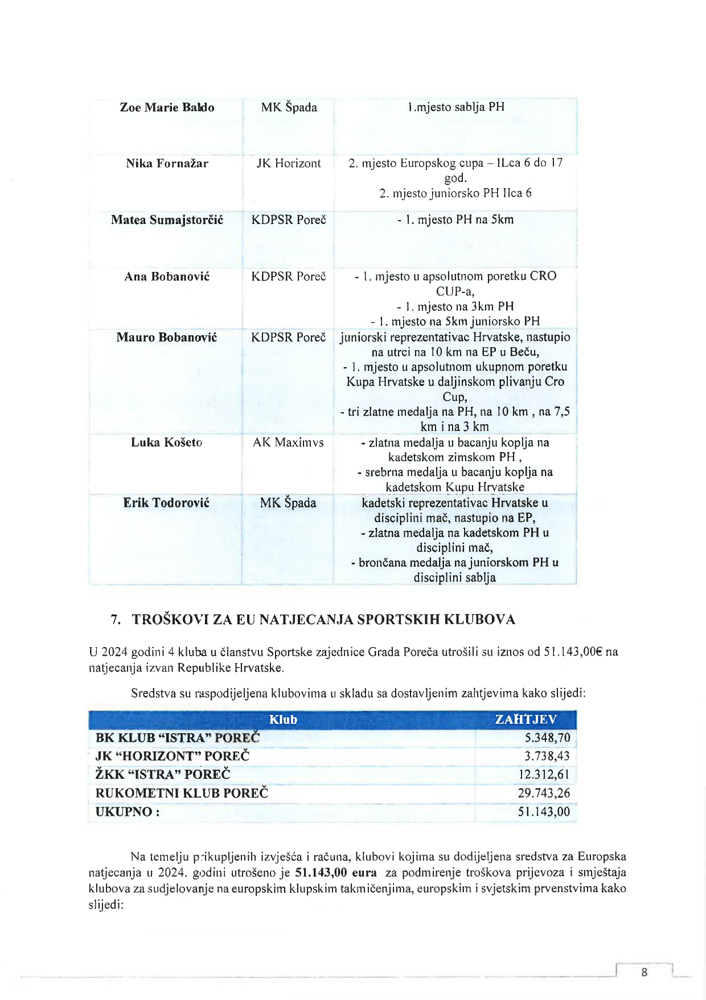 Zoe Marie Baldo MK Špada 1.mjesto sablja PH
Nika Fornažar JK Horizont 2. mjesto Europskog cupa – ILca 6 do 17
god.
2. mjesto juniorsko PH Ilca 6
Matea Sumajstorčić KDPSR Poreč - 1. mjesto PH na 5km
Ana Bobanović KDPSR Poreč - 1. mjesto u apsolutnom poretku CRO
CUP-a,
- 1. mjesto na 3km PH
- 1. mjesto na 5km juniorsko PH
Mauro Bobanović KDPSR Poreč juniorski reprezentativac Hrvatske, nastupio
na utrci na 10 km na EP u Beču,
- 1. mjesto u apsolutnom ukupnom poretku
Kupa Hrvatske u daljinskom plivanju Cro
Cup,
- tri zlatne medalja na PH, na 10 km , na 7,5
km i na 3 km
Luka Košeto AK Maximvs - zlatna medalja u bacanju koplja na
kadetskom zimskom PH ,
- srebrna medalja u bacanju koplja na
kadetskom Kupu Hrvatske
Erik Todorović MK Špada kadetski reprezentativac Hrvatske u
disciplini mač, nastupio na EP,
- zlatna medalja na kadetskom PH u
disciplini mač,
- brončana medalja na juniorskom PH u
disciplini sablja
7. TROŠKOVI ZA EU NATJECANJA SPORTSKIH KLUBOVA
U 2024 godini 4 kluba u članstvu Sportske zajednice Grada Poreča utrošili su iznos od 51.143,00€ na
natjecanja izvan Republike Hrvatske.
Sredstva su raspodijeljena klubovima u skladu sa dostavljenim zahtjevima kako slijedi:
Klub ZAHTJEV
BK KLUB “ISTRA” POREČ 5.348,70
JK “HORIZONT” POREČ 3.738,43
ŽKK “ISTRA” POREČ 12.312,61
RUKOMETNI KLUB POREČ 29.743,26
UKUPNO : 51.143,00
Na temelju prikupljenih izvješća i računa, klubovi kojima su dodijeljena sredstva za Europska
natjecanja u 2024. godini utrošeno je 51.143,00 eura za podmirenje troškova prijevoza i smještaja
klubova za sudjelovanje na europskim klupskim takmičenjima, europskim i svjetskim prvenstvima kako
slijedi:
8